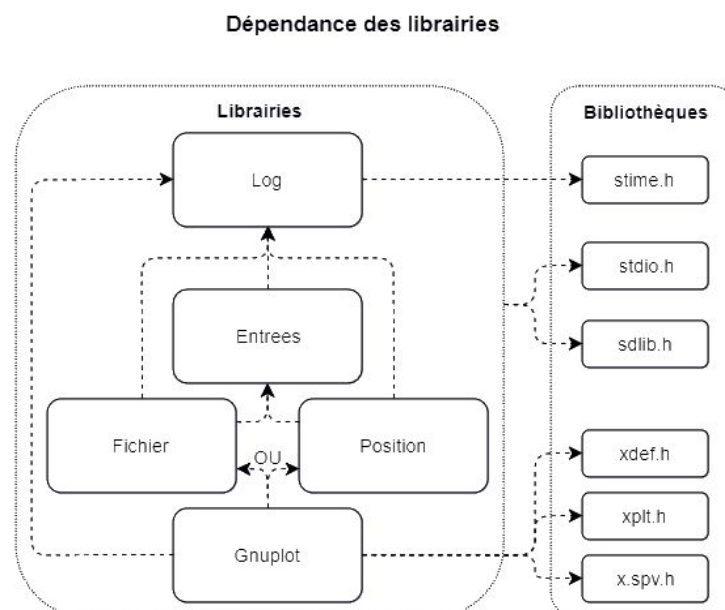 Dépendance des librairies
Librairies
Bibliothèques
Log
stime.h
stdio.h
Entrees
sdlib.h
Fichier
Position
OU
xdef.h
xplt.h
Gnuplot
x.spv.h